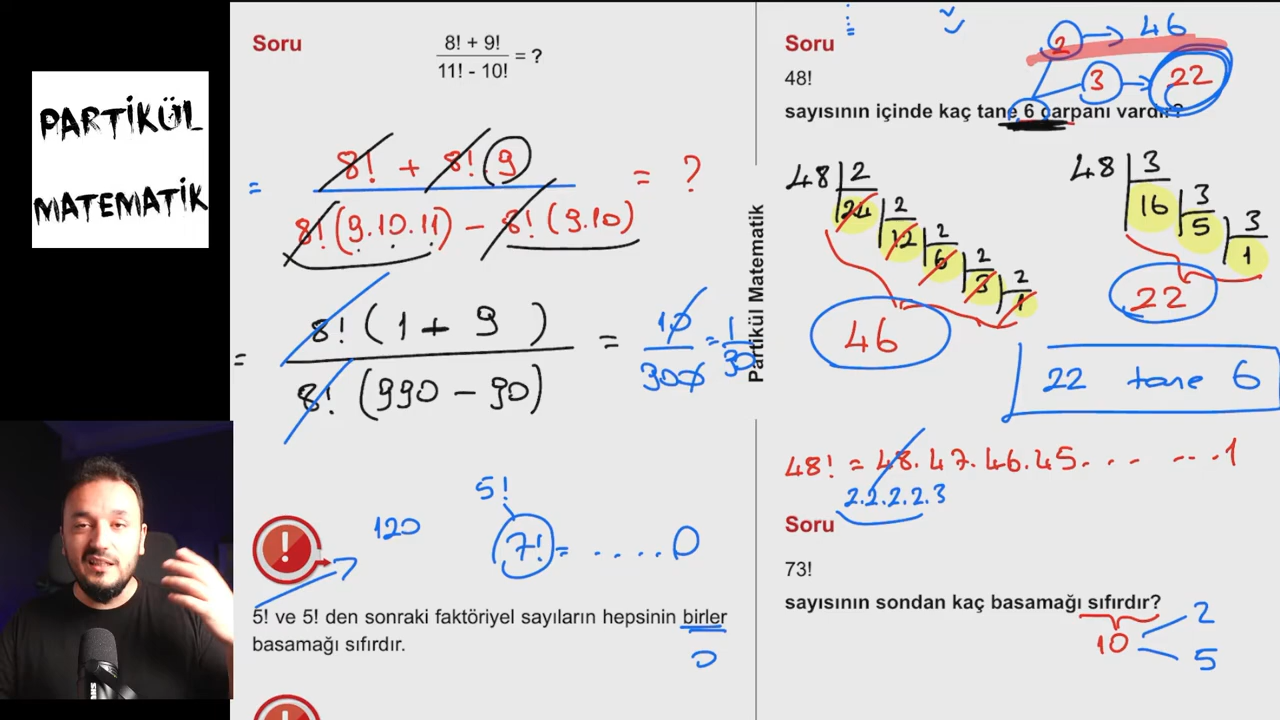 PARTİKÜL
MATEMATİK
Soru
8! + 9!
11! - 10!
= ?
= 8! + 8! (9) = ?
8! (9.10.11) - 8! (9.10)
= 8! (1 + 9) = 10 = 1
8! (990 - 90) 300 30
5!
120 7! = . . . . . 0
5! ve 5! den sonraki faktöriyel sayıların hepsinin birler
basamağı sıfırdır.
0
Partikül Matematik
Soru
2 → 46
48!
3 → 22
sayısının içinde kaç tane 6 çarpanı vardır?
48 2
24 2
12 2
6 2
3 2
1
46
48 3
16 3
5 3
1
22
22 tane 6
48! = 48.47.46.45. . . . . . . .1
2.2.2.2.3
Soru
73!
sayısının sondan kaç basamağı sıfırdır?
10
2
5